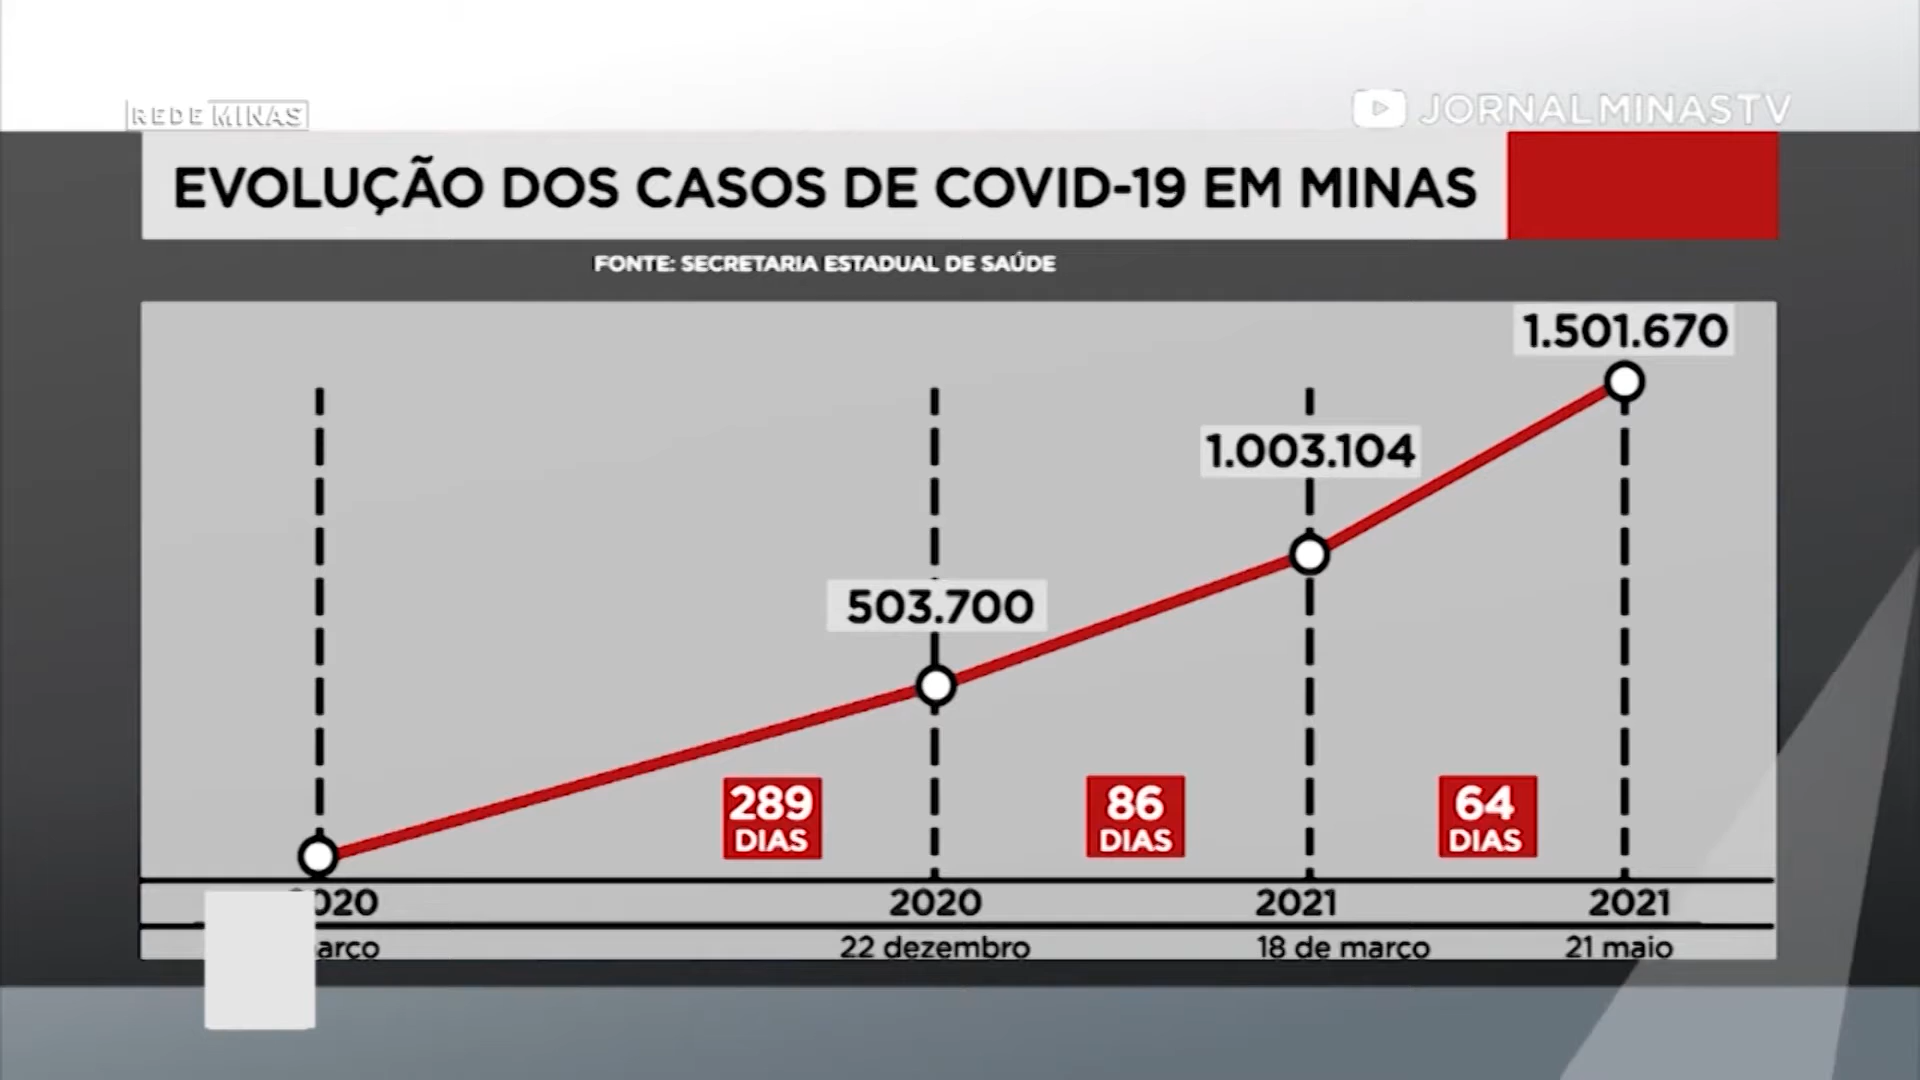 REDE MINAS
JORNALMINASTV
EVOLUÇÃO DOS CASOS DE COVID-19 EM MINAS
FONTE: SECRETARIA ESTADUAL DE SAÚDE
1.501.670
1.003.104
503.700
289
DIAS
86
DIAS
64
DIAS
2020 2021 2021
22 dezembro 18 de março 21 maio